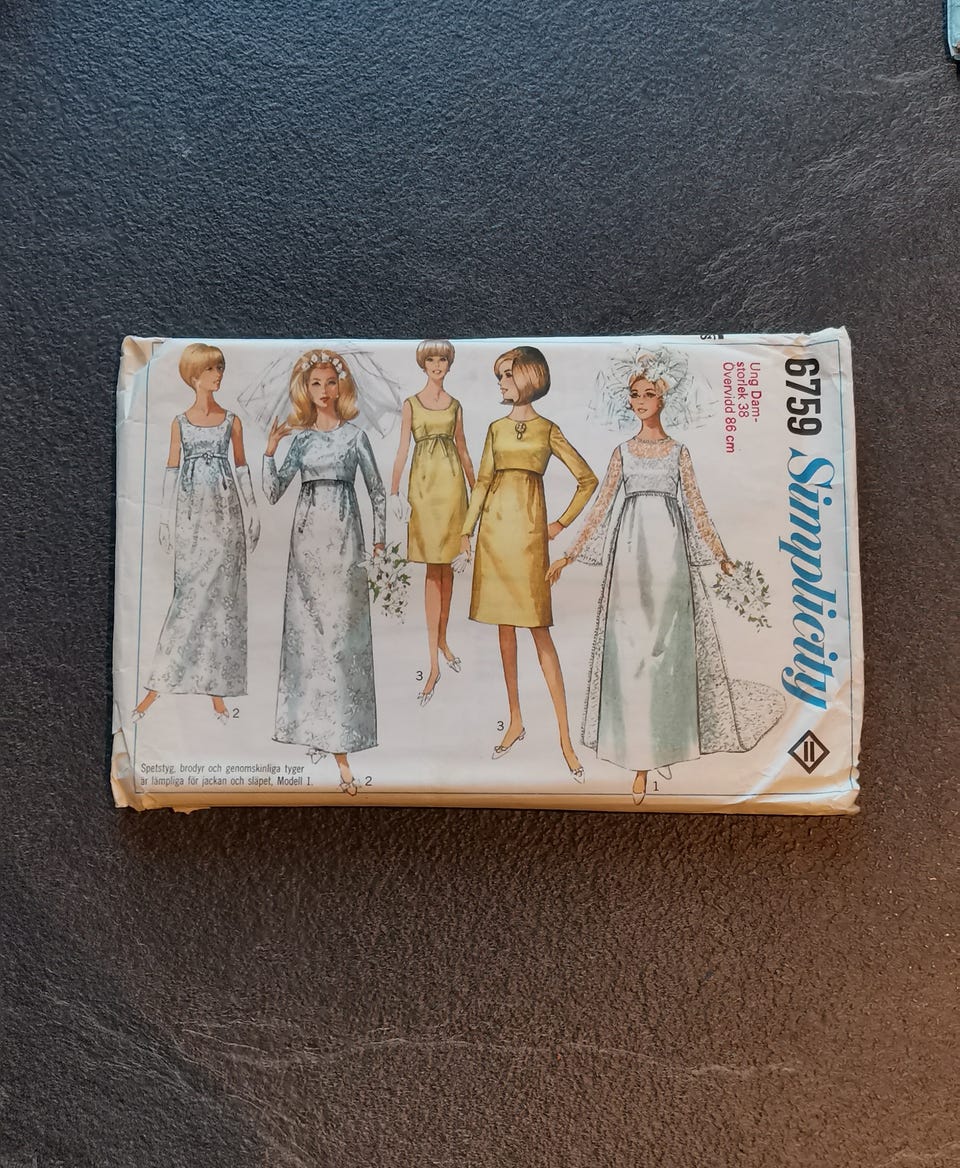 6759 Simplicity
Ung Dam-
storlek 38
Övervidd 86 cm
2
2
3
3
1
Spetstyg, brodyr och genomskinliga tyger
är lämpliga för jackan och släpet, Modell I.